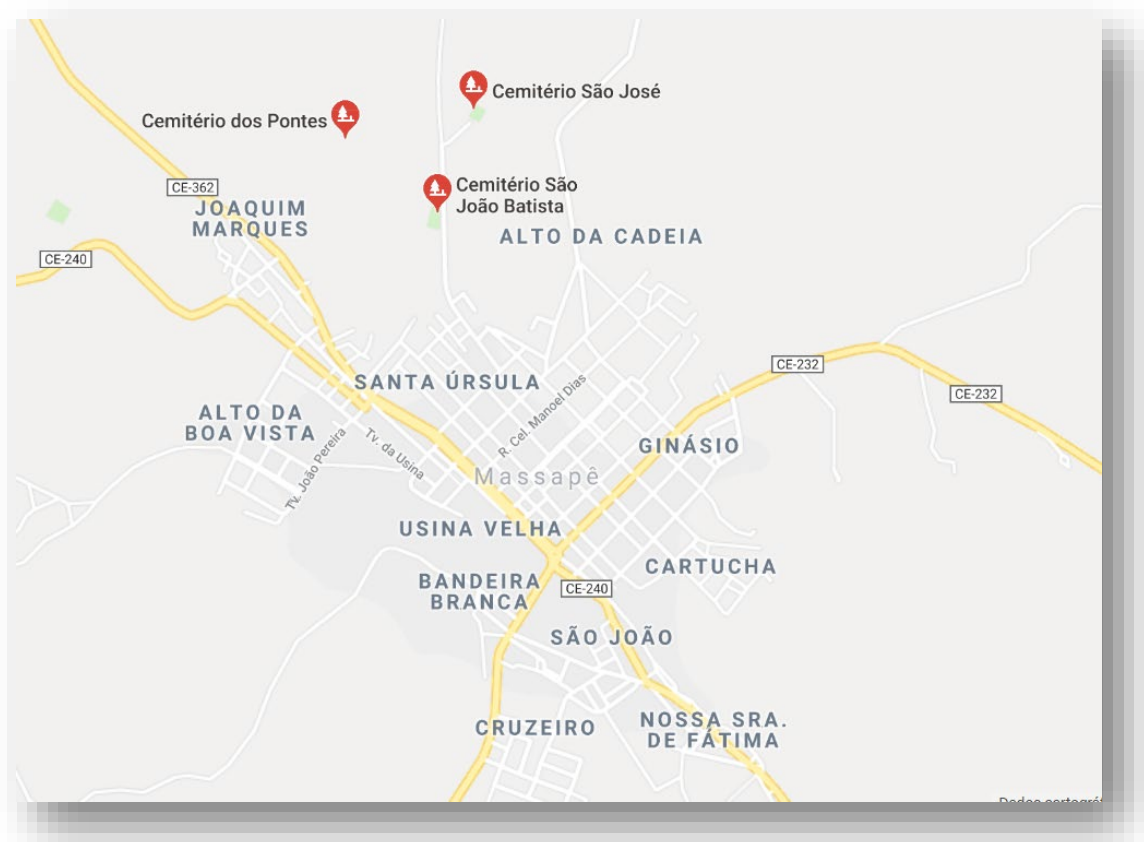 Cemitério São José
Cemitério dos Pontes
Cemitério São
João Batista
CE-362
JOAQUIM
MARQUES
ALTO DA CADEIA
CE-240
CE-232
CE-232
SANTA ÚRSULA
R. Cel. Manoel Dias
ALTO DA
BOA VISTA
Tv. João Pereira
Tv. da Usina
GINÁSIO
Massapê
USINA VELHA
CARTUCHA
BANDEIRA
BRANCA
CE-240
SÃO JOÃO
CRUZEIRO
NOSSA SRA.
DE FÁTIMA